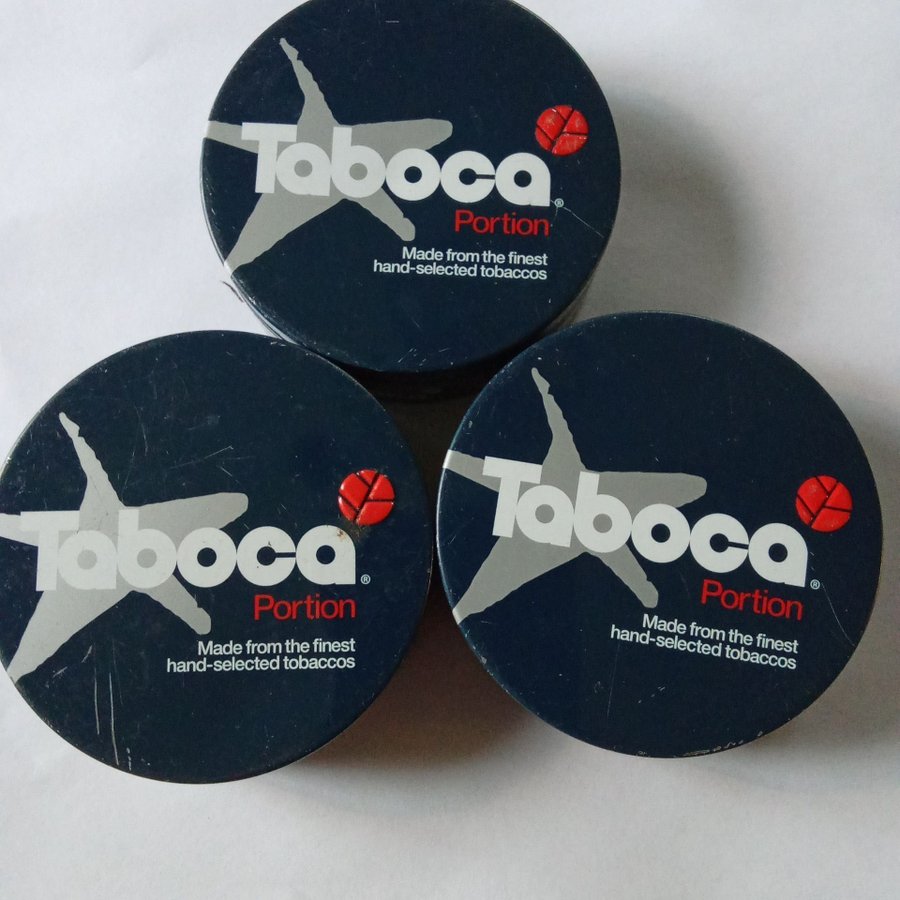 Taboca®
Portion
Made from the finest
hand-selected tobaccos
Taboca®
Portion
Made from the finest
hand-selected tobaccos
Taboca®
Portion
Made from the finest
hand-selected tobaccos